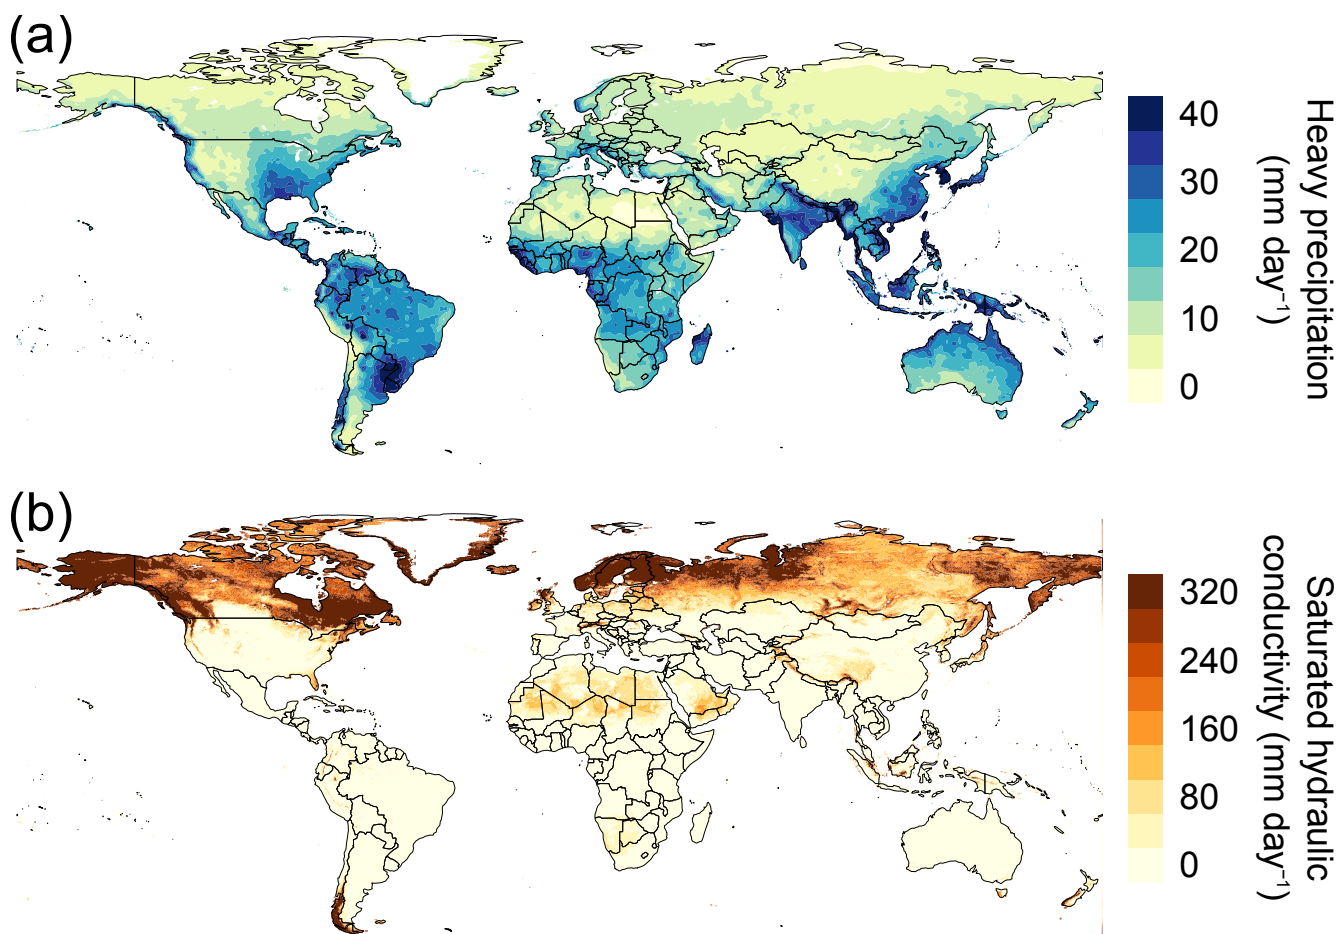 (a)
40
30
20
10
0
Heavy precipitation
(mm day⁻¹)
(b)
320
240
160
80
0
Saturated hydraulic
conductivity (mm day⁻¹)